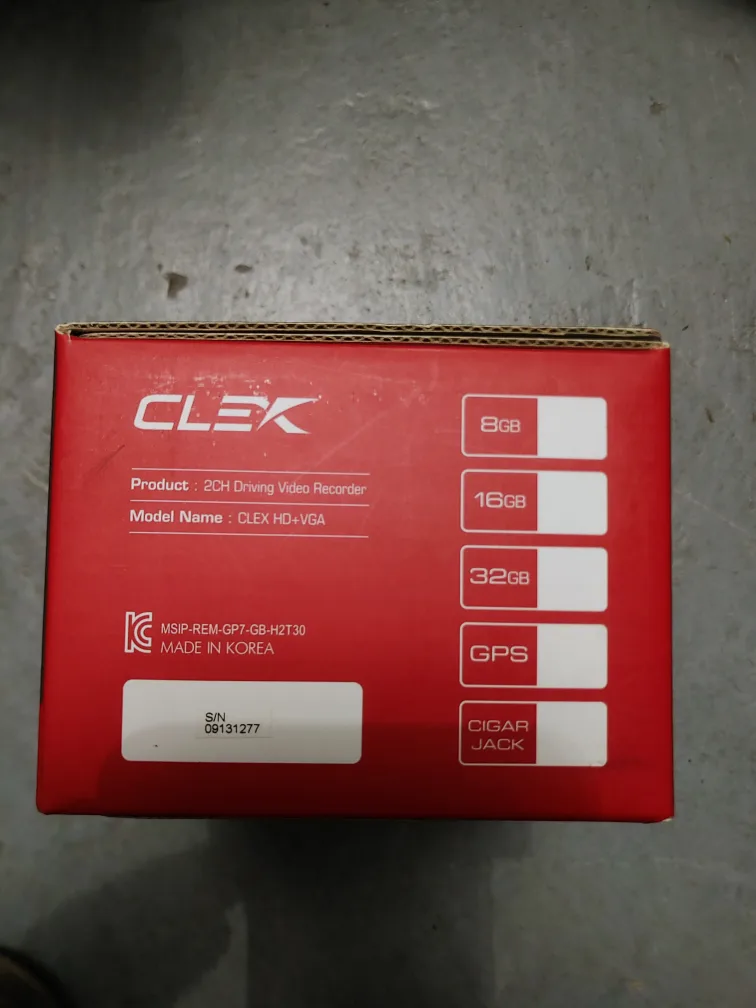 CLEX
Product : 2CH Driving Video Recorder
Model Name : CLEX HD+VGA
MSIP-REM-GP7-GB-H2T30
MADE IN KOREA
S/N
09131277
8GB
16GB
32GB
GPS
CIGAR
JACK